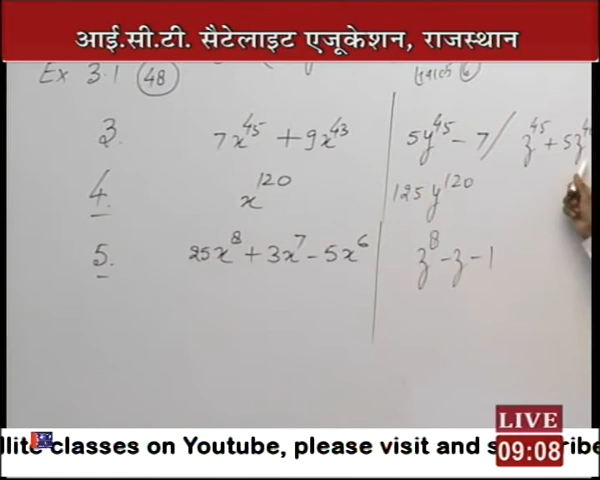 आई.सी.टी. सैटेलाइट एजूकेशन, राजस्थान
Ex 3.1 (48)
3. 7x^45 + 9x^43 5y^45 - 7 / z^45 + 5z
4. x^120 125y^120
5. 25x^8 + 3x^7 - 5x^6 z^8 - z - 1
LIVE
classes on Youtube, please visit and
09:08